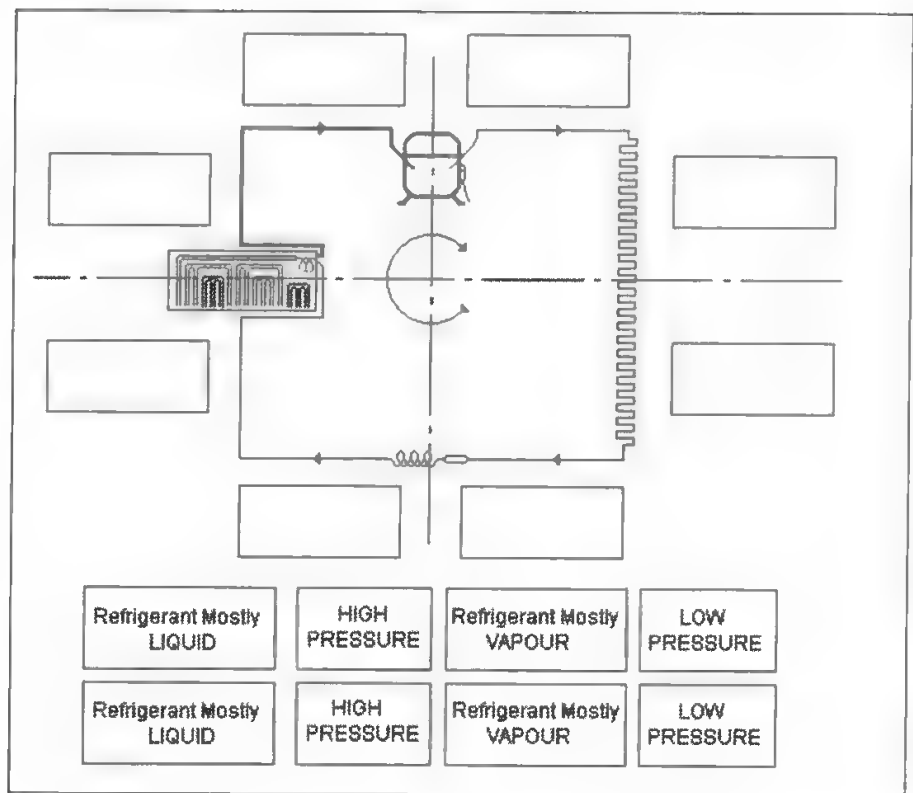 Refrigerant Mostly
LIQUID
HIGH
PRESSURE
Refrigerant Mostly
VAPOUR
LOW
PRESSURE
Refrigerant Mostly
LIQUID
HIGH
PRESSURE
Refrigerant Mostly
VAPOUR
LOW
PRESSURE